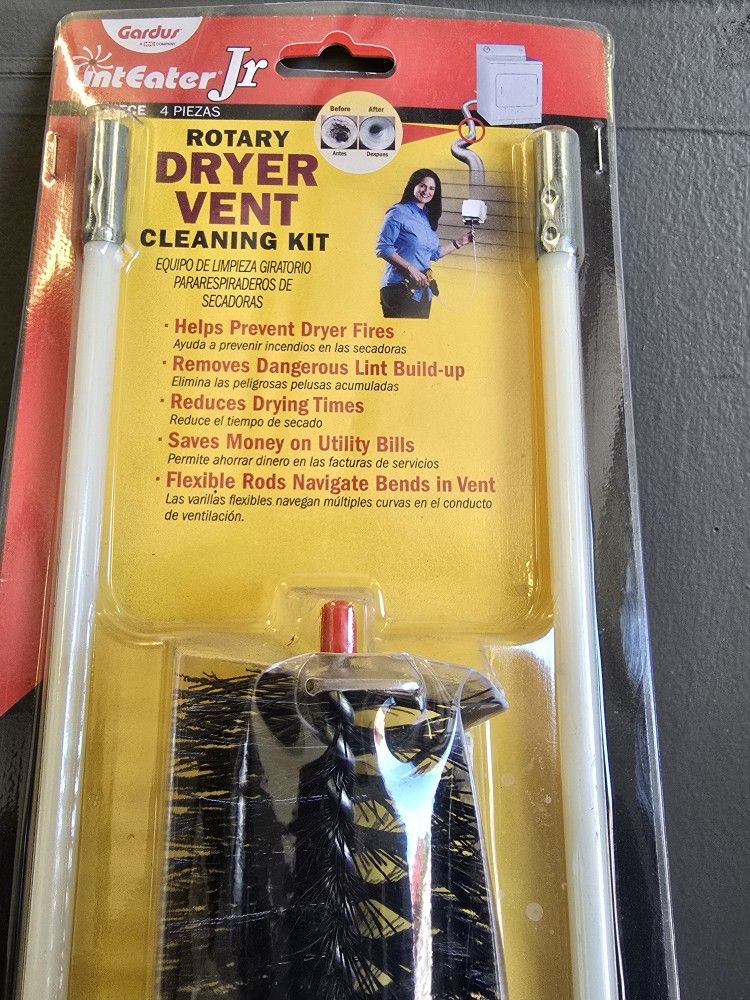 Gardus
A HVC COMPANY
LintEater Jr
PIECE 4 PIEZAS
Before After
Antes Despues
ROTARY
DRYER
VENT
CLEANING KIT
EQUIPO DE LIMPIEZA GIRATORIO
PARARESPIRADEROS DE
SECADORAS
· Helps Prevent Dryer Fires
Ayuda a prevenir incendios en las secadoras
· Removes Dangerous Lint Build-up
Elimina las peligrosas pelusas acumuladas
· Reduces Drying Times
Reduce el tiempo de secado
· Saves Money on Utility Bills
Permite ahorrar dinero en las facturas de servicios
· Flexible Rods Navigate Bends in Vent
Las varillas flexibles navegan múltiples curvas en el conducto
de ventilación.